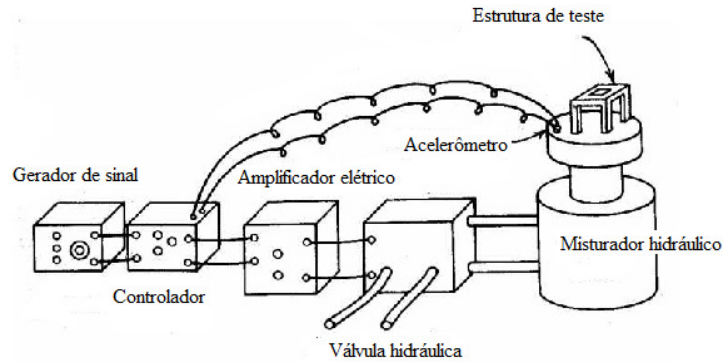 Estrutura de teste
Acelerômetro
Gerador de sinal
Amplificador elétrico
Misturador hidráulico
Controlador
Válvula hidráulica